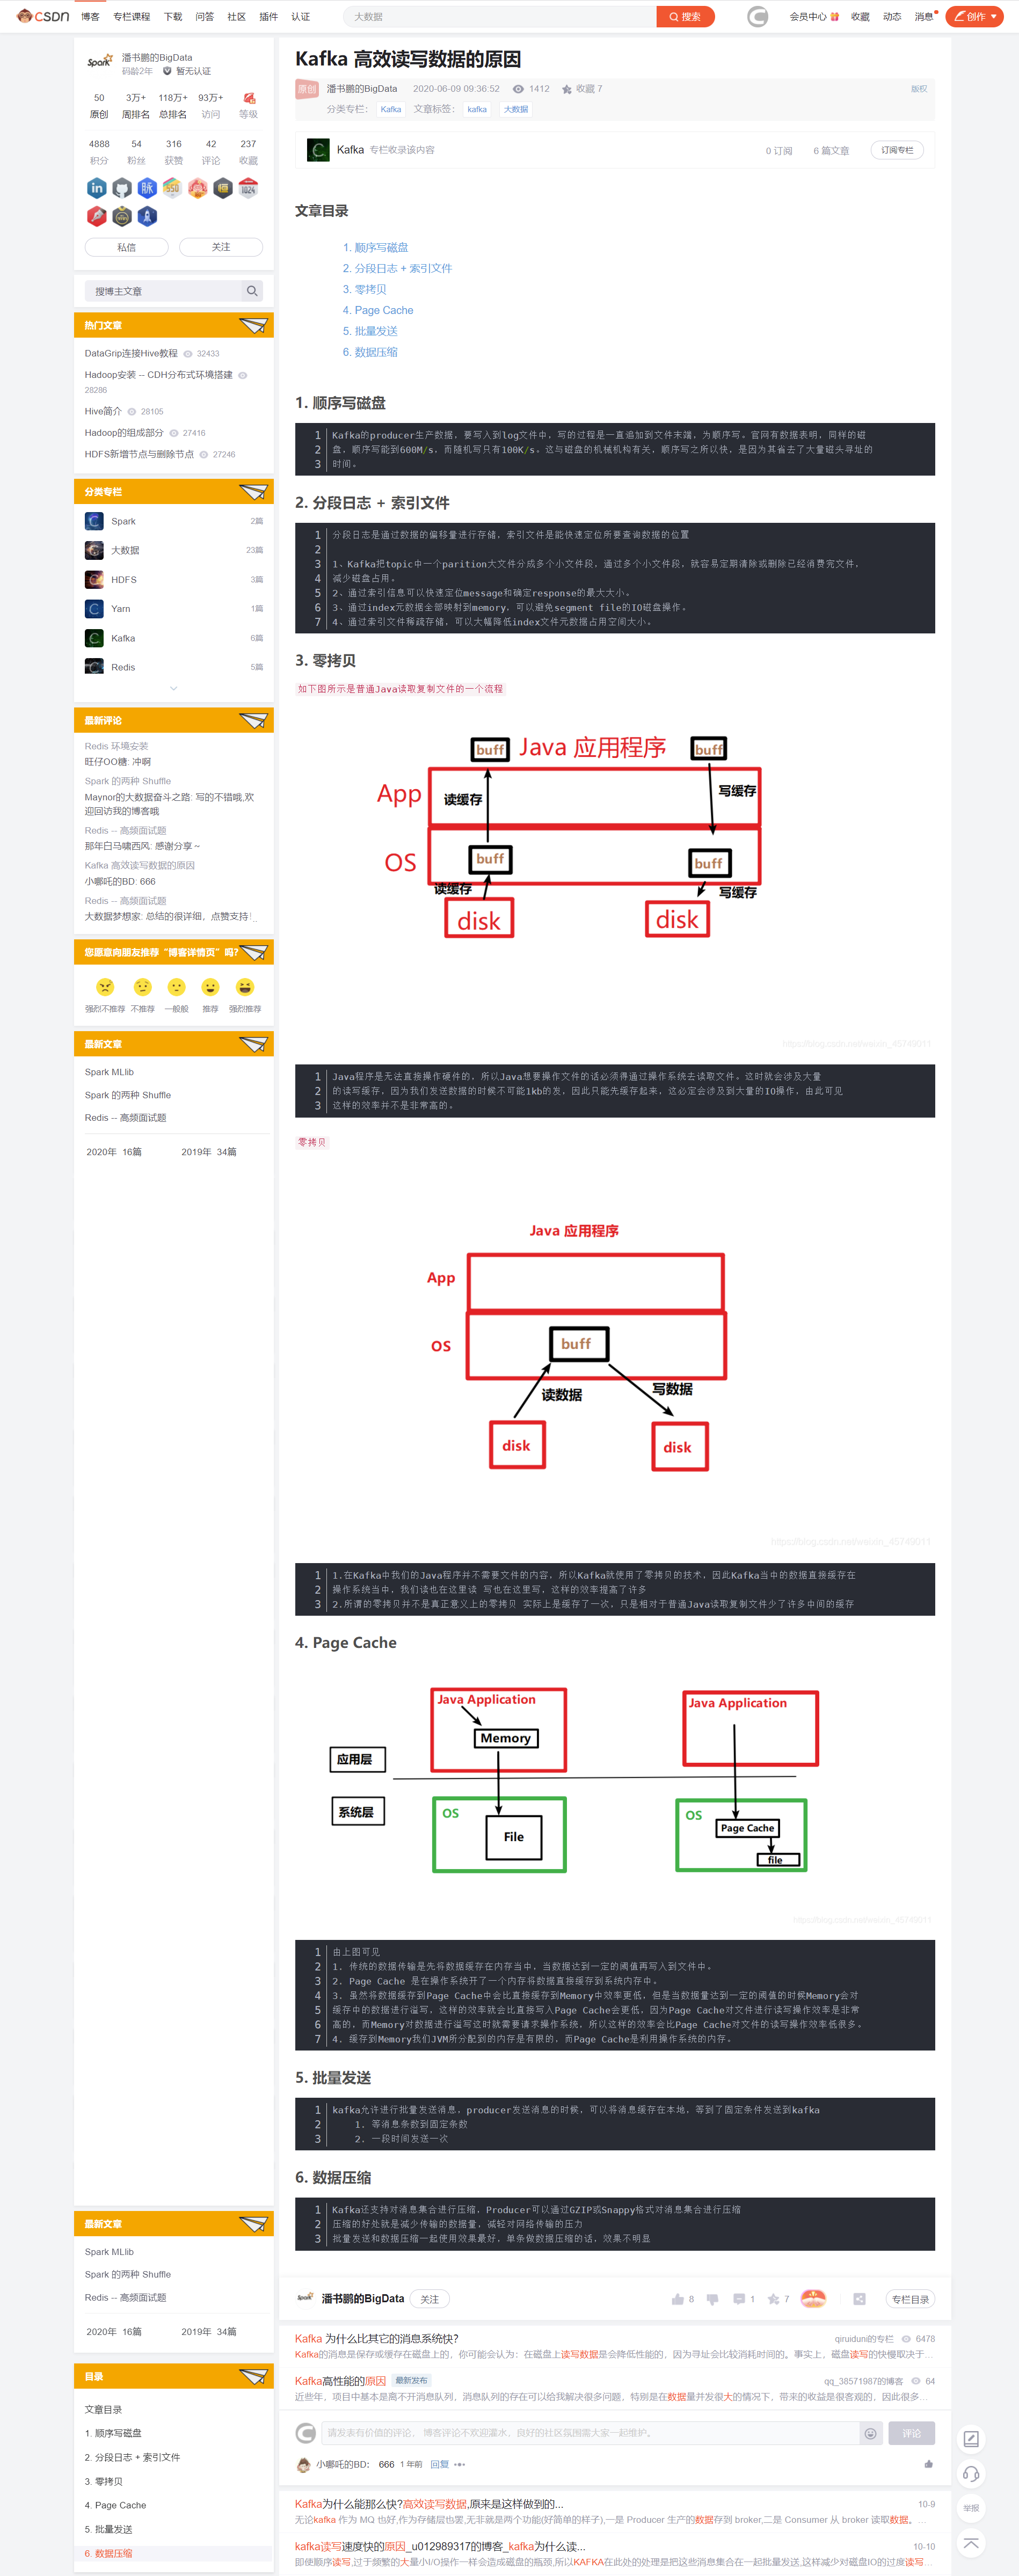 CSDN 博客 专栏课程 下载 问答 社区 插件 认证 大数据 搜索 会员中心 收藏 动态 消息 创作
潘书鹏的BigData
码龄2年 暂无认证
50 3万+ 118万+ 93万+
原创 周排名 总排名 访问 等级
4888 54 316 42 237
积分 粉丝 获赞 评论 收藏
私信 关注
搜博主文章
热门文章
DataGrip连接Hive教程 32433
Hadoop安装 -- CDH分布式环境搭建
28286
Hive简介 28105
Hadoop的组成部分 27416
HDFS新增节点与删除节点 27246
分类专栏
Spark 2篇
大数据 23篇
HDFS 3篇
Yarn 1篇
Kafka 6篇
Redis 5篇
最新评论
Redis 环境安装
旺仔OO糖: 冲啊
Spark 的两种 Shuffle
Maynor的大数据奋斗之路: 写的不错哦,欢
迎回访我的博客哦
Redis -- 高频面试题
那年白马啸西风: 感谢分享～
Kafka 高效读写数据的原因
小哪吒的BD: 666
Redis -- 高频面试题
大数据梦想家: 总结的很详细，点赞支持！..
您愿意向朋友推荐“博客详情页”吗?
强烈不推荐 不推荐 一般般 推荐 强烈推荐
最新文章
Spark MLlib
Spark 的两种 Shuffle
Redis -- 高频面试题
2020年 16篇 2019年 34篇
Kafka 高效读写数据的原因
原创 潘书鹏的BigData 2020-06-09 09:36:52 1412 收藏 7 版权
分类专栏： Kafka 文章标签： kafka 大数据
Kafka 专栏收录该内容 0 订阅 6 篇文章 订阅专栏
文章目录
1. 顺序写磁盘
2. 分段日志 + 索引文件
3. 零拷贝
4. Page Cache
5. 批量发送
6. 数据压缩
1. 顺序写磁盘
1 Kafka的producer生产数据，要写入到log文件中，写的过程是一直追加到文件末端，为顺序写。官网有数据表明，同样的磁
2 盘，顺序写能到600M/s，而随机写只有100K/s。这与磁盘的机械机构有关，顺序写之所以快，是因为其省去了大量磁头寻址的
3 时间。
2. 分段日志 + 索引文件
1 分段日志是通过数据的偏移量进行存储，索引文件是能快速定位所要查询数据的位置
2
3 1、Kafka把topic中一个parition大文件分成多个小文件段，通过多个小文件段，就容易定期清除或删除已经消费完文件，
4 减少磁盘占用。
5 2、通过索引信息可以快速定位message和确定response的最大大小。
6 3、通过index元数据全部映射到memory，可以避免segment file的IO磁盘操作。
7 4、通过索引文件稀疏存储，可以大幅降低index文件元数据占用空间大小。
3. 零拷贝
如下图所示是普通Java读取复制文件的一个流程
buff Java 应用程序 buff
App 读缓存 写缓存
OS buff buff
读缓存 写缓存
disk disk
https://blog.csdn.net/weixin_45749011
1 Java程序是无法直接操作硬件的，所以Java想要操作文件的话必须得通过操作系统去读取文件。这时就会涉及大量
2 的读写缓存，因为我们发送数据的时候不可能1kb的发，因此只能先缓存起来，这必定会涉及到大量的IO操作，由此可见
3 这样的效率并不是非常高的。
零拷贝
Java 应用程序
App
OS buff
读数据 写数据
disk disk
https://blog.csdn.net/weixin_45749011
1 1.在Kafka中我们的Java程序并不需要文件的内容，所以Kafka就使用了零拷贝的技术，因此Kafka当中的数据直接缓存在
2 操作系统当中，我们读也在这里读 写也在这里写，这样的效率提高了许多
3 2.所谓的零拷贝并不是真正意义上的零拷贝 实际上是缓存了一次，只是相对于普通Java读取复制文件少了许多中间的缓存
4. Page Cache
Java Application Java Application
Memory
应用层
系统层
OS OS
File Page Cache
file
https://blog.csdn.net/weixin_45749011
1 由上图可见
2 1. 传统的数据传输是先将数据缓存在内存当中，当数据达到一定的阈值再写入到文件中。
3 2. Page Cache 是在操作系统开了一个内存将数据直接缓存到系统内存中。
4 3. 虽然将数据缓存到Page Cache中会比直接缓存到Memory中效率更低，但是当数据量达到一定的阈值的时候Memory会对
5 缓存中的数据进行溢写，这样的效率就会比直接写入Page Cache会更低，因为Page Cache对文件进行读写操作效率是非常
6 高的，而Memory对数据进行溢写这时就需要请求操作系统，所以这样的效率会比Page Cache对文件的读写操作效率低很多。
7 4. 缓存到Memory我们JVM所分配到的内存是有限的，而Page Cache是利用操作系统的内存。
5. 批量发送
1 kafka允许进行批量发送消息，producer发送消息的时候，可以将消息缓存在本地，等到了固定条件发送到kafka
2 1. 等消息条数到固定条数
3 2. 一段时间发送一次
6. 数据压缩
1 Kafka还支持对消息集合进行压缩，Producer可以通过GZIP或Snappy格式对消息集合进行压缩
2 压缩的好处就是减少传输的数据量，减轻对网络传输的压力
3 批量发送和数据压缩一起使用效果最好，单条做数据压缩的话，效果不明显
最新文章
Spark MLlib
Spark 的两种 Shuffle
Redis -- 高频面试题
2020年 16篇 2019年 34篇
目录
文章目录
1. 顺序写磁盘
2. 分段日志 + 索引文件
3. 零拷贝
4. Page Cache
5. 批量发送
6. 数据压缩
潘书鹏的BigData 关注 8 1 7 专栏目录
Kafka 为什么比其它的消息系统快? qiruiduni的专栏 6478
Kafka的消息是保存或缓存在磁盘上的，你可能会认为：在磁盘上读写数据是会降低性能的，因为寻址会比较消耗时间的。事实上，磁盘读写的快慢取决于...
Kafka高性能的原因 最新发布 qq_38571987的博客 64
近些年，项目中基本是离不开消息队列，消息队列的存在可以给我解决很多问题，特别是在数据量并发很大的情况下，带来的收益是很客观的，因此很多...
请发表有价值的评论， 博客评论不欢迎灌水，良好的社区氛围需大家一起维护。 评论
小哪吒的BD: 666 1 年前 回复
Kafka为什么能那么快?高效读写数据,原来是这样做到的... 10-9
无论kafka 作为 MQ 也好,作为存储层也罢,无非就是两个功能(好简单的样子),一是 Producer 生产的数据存到 broker,二是 Consumer 从 broker 读取数据。...
kafka读写速度快的原因_u012989317的博客_kafka为什么读... 10-10
即使顺序读写,过于频繁的大量小I/O操作一样会造成磁盘的瓶颈,所以KAFKA在此处的处理是把这些消息集合在一起批量发送,这样减少对磁盘IO的过度读写...
举报